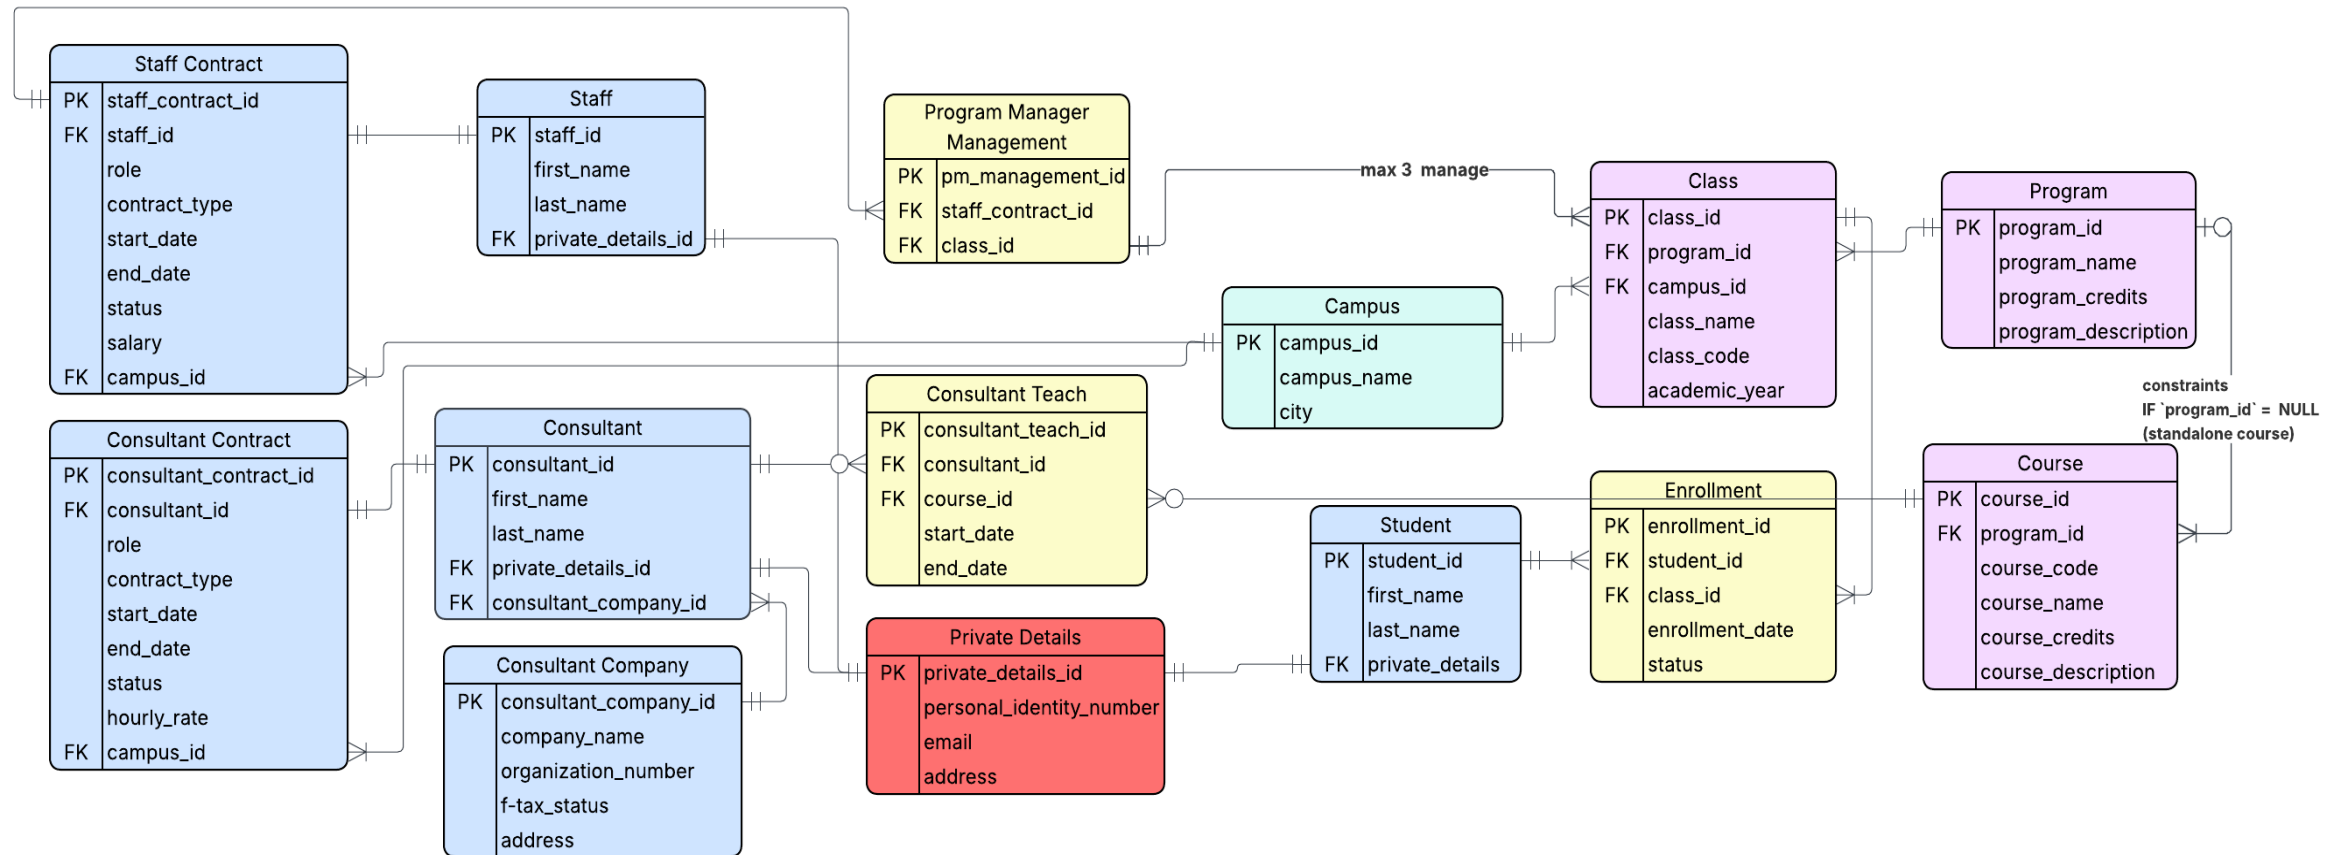 Staff Contract
PK staff_contract_id
FK staff_id
role
contract_type
start_date
end_date
status
salary
FK campus_id
Staff
PK staff_id
first_name
last_name
FK private_details_id
Program Manager
Management
PK pm_management_id
FK staff_contract_id
FK class_id
max 3 manage
Class
PK class_id
FK program_id
FK campus_id
class_name
class_code
academic_year
Program
PK program_id
program_name
program_credits
program_description
constraints
IF `program_id` = NULL
(standalone course)
Campus
PK campus_id
campus_name
city
Consultant Contract
PK consultant_contract_id
FK consultant_id
role
contract_type
start_date
end_date
status
hourly_rate
FK campus_id
Consultant
PK consultant_id
first_name
last_name
FK private_details_id
FK consultant_company_id
Consultant Teach
PK consultant_teach_id
FK consultant_id
FK course_id
start_date
end_date
Consultant Company
PK consultant_company_id
company_name
organization_number
f-tax_status
address
Private Details
PK private_details_id
personal_identity_number
email
address
Student
PK student_id
first_name
last_name
FK private_details
Enrollment
PK enrollment_id
FK student_id
FK class_id
enrollment_date
status
Course
PK course_id
FK program_id
course_code
course_name
course_credits
course_description